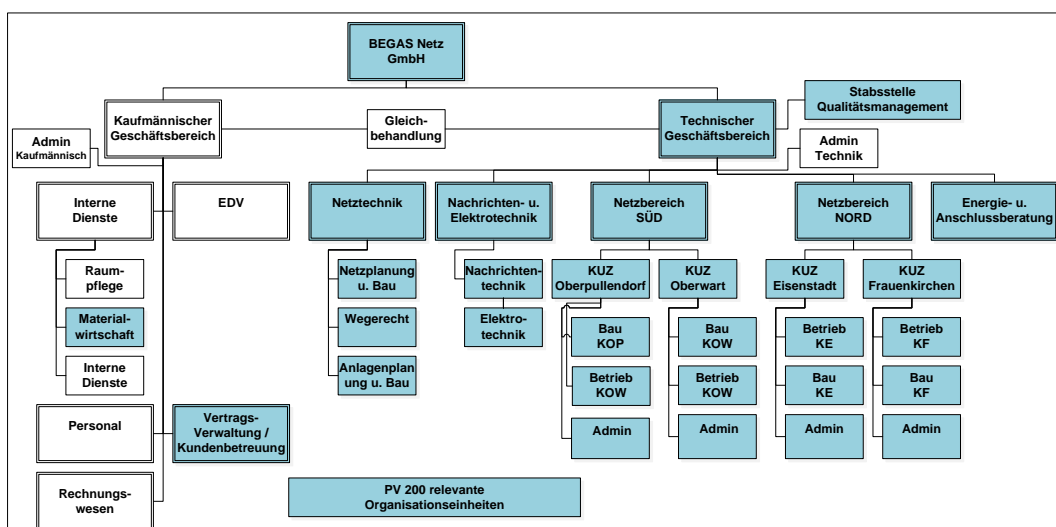 BEGAS Netz
GmbH
Stabsstelle
Qualitätsmanagement
Kaufmännischer
Geschäftsbereich
Gleich-
behandlung
Technischer
Geschäftsbereich
Admin
Kaufmännisch
Admin
Technik
Interne
Dienste
EDV
Netztechnik
Nachrichten- u.
Elektrotechnik
Netzbereich
SÜD
Netzbereich
NORD
Energie- u.
Anschlussberatung
Raum-
pflege
Material-
wirtschaft
Interne
Dienste
Netzplanung
u. Bau
Wegerecht
Anlagenplan
ung u. Bau
Nachrichten-
technik
Elektro-
technik
KUZ
Oberpullendorf
KUZ
Oberwart
KUZ
Eisenstadt
KUZ
Frauenkirchen
Bau
KOP
Betrieb
KOW
Admin
Bau
KOW
Betrieb
KOW
Admin
Betrieb
KE
Bau
KE
Admin
Betrieb
KF
Bau
KF
Admin
Personal
Vertrags-
Verwaltung /
Kundenbetreuung
Rechnungs-
wesen
PV 200 relevante
Organisationseinheiten